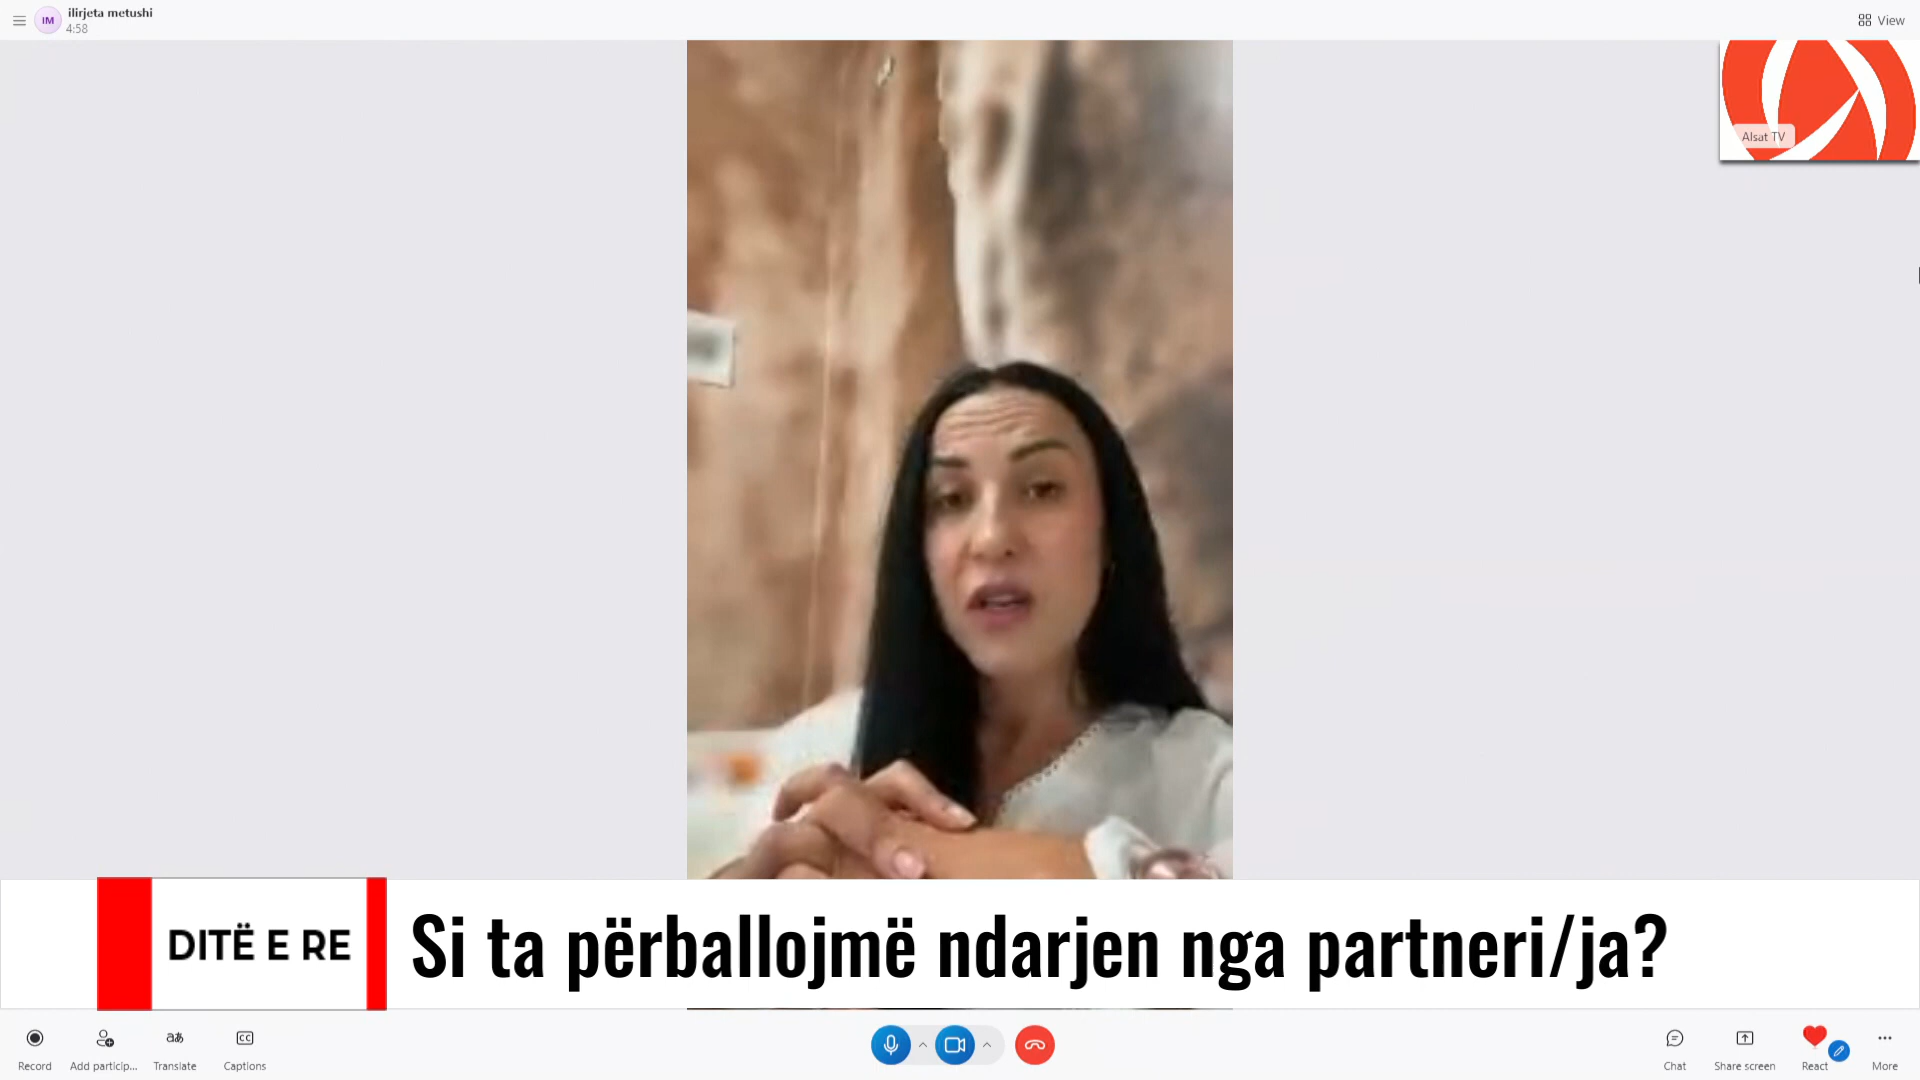 IM
ilirjeta metushi
4:58
View
Alsat TV
DITË E RE
Si ta përballojmë ndarjen nga partneri/ja?
Record
Add particip...
Translate
Captions
Chat
Share screen
React
More